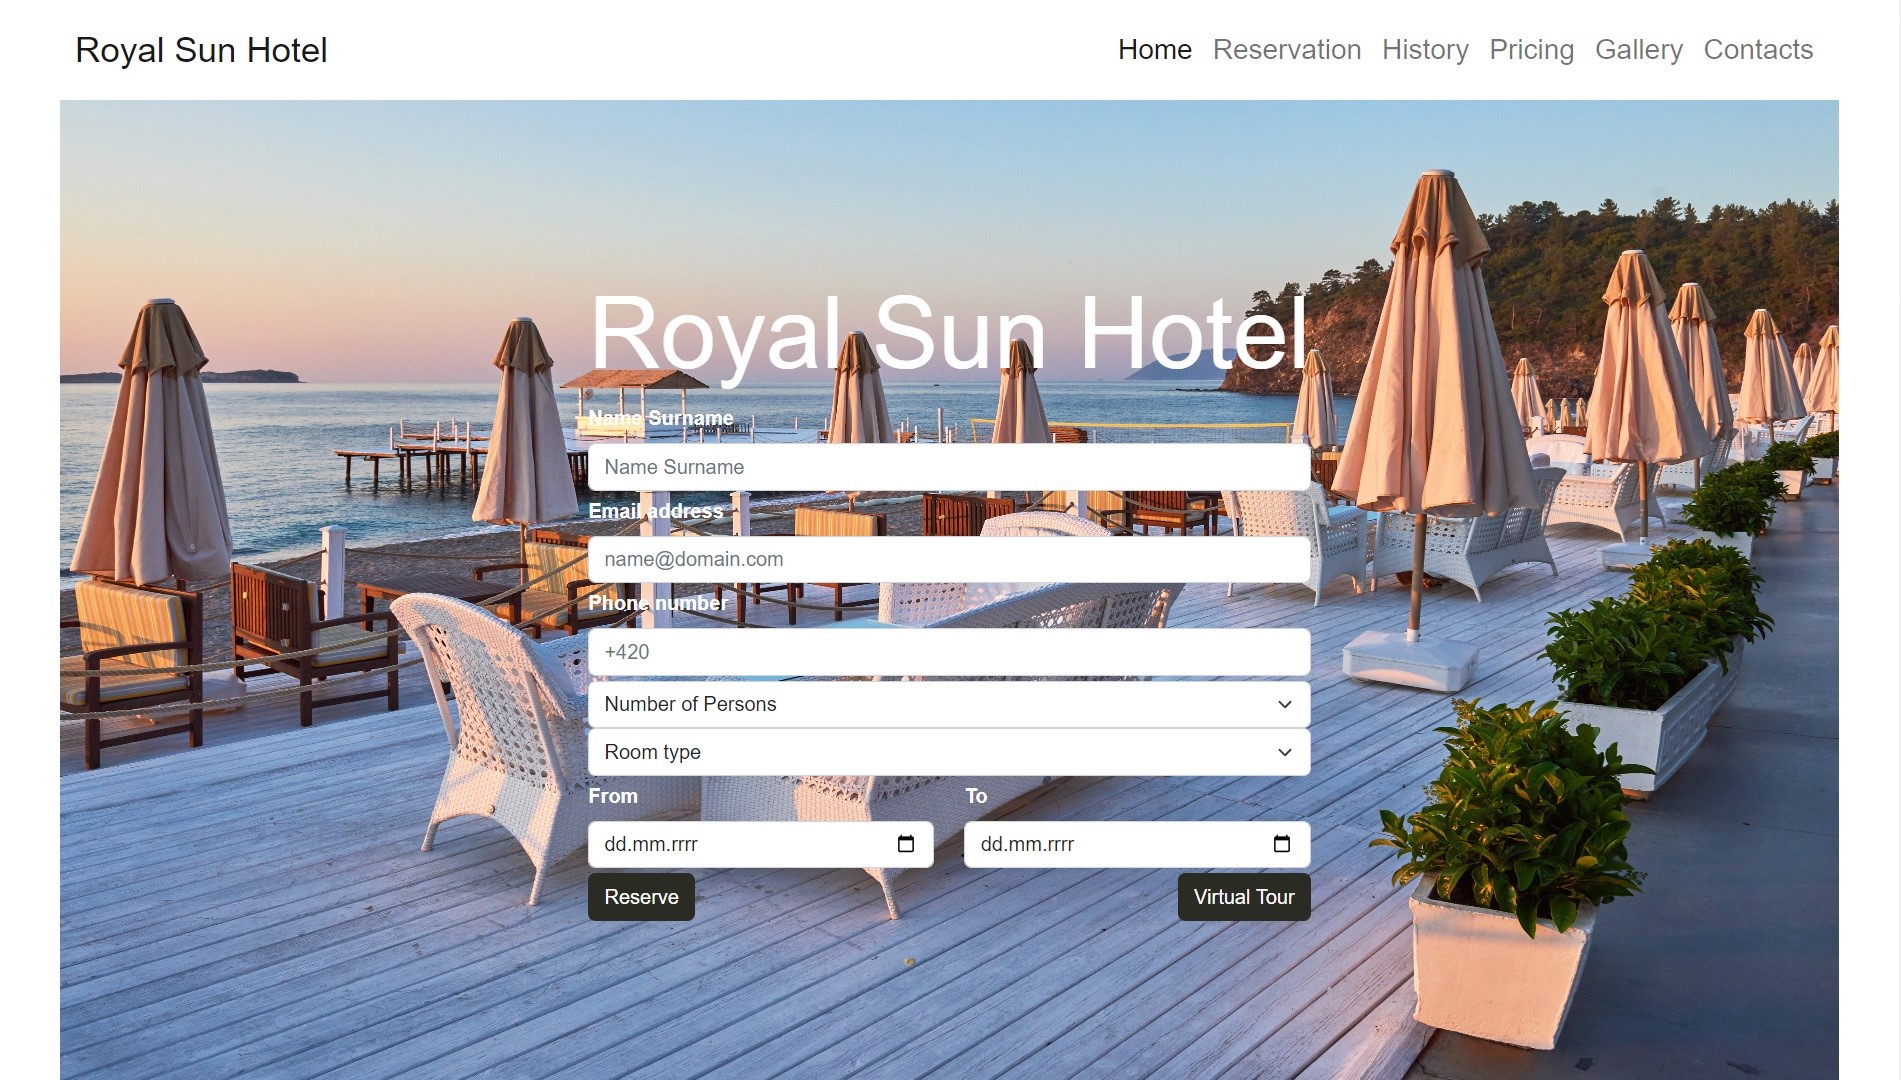 Royal Sun Hotel
Home Reservation History Pricing Gallery Contacts
Royal Sun Hotel
Name Surname
Name Surname
Email address
name@domain.com
Phone number
+420
Number of Persons
Room type
From To
dd.mm.rrrr dd.mm.rrrr
Reserve Virtual Tour